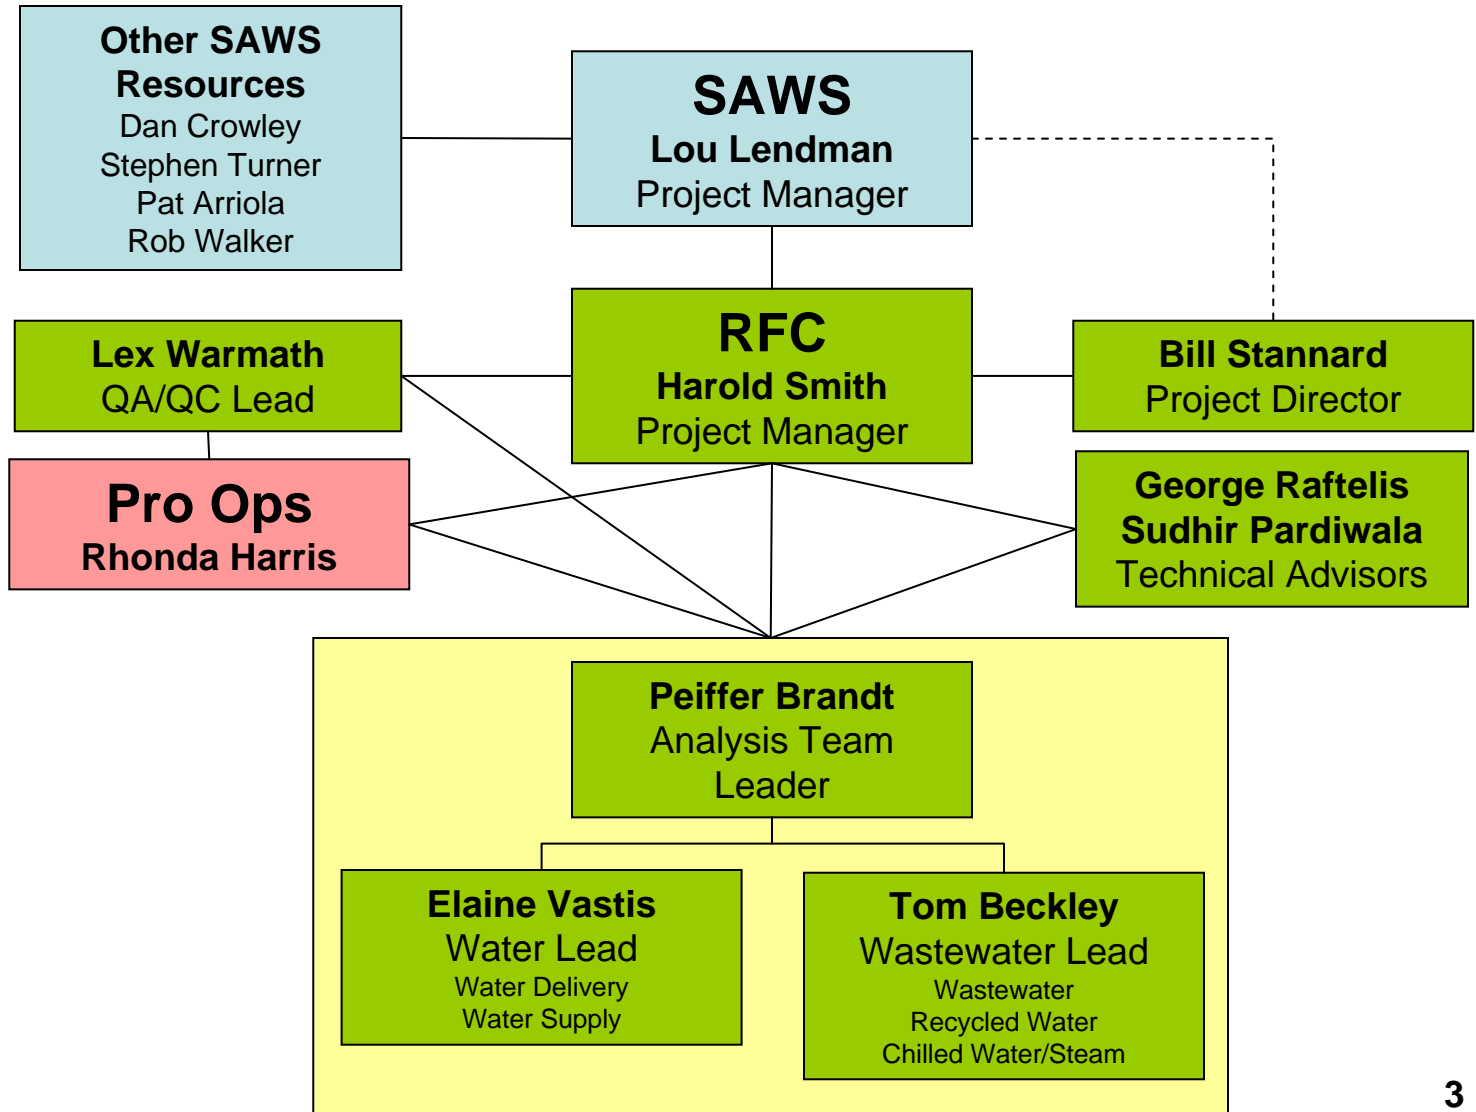 Other SAWS
Resources
Dan Crowley
Stephen Turner
Pat Arriola
Rob Walker
SAWS
Lou Lendman
Project Manager
Lex Warmath
QA/QC Lead
RFC
Harold Smith
Project Manager
Bill Stannard
Project Director
Pro Ops
Rhonda Harris
George Raftelis
Sudhir Pardiwala
Technical Advisors
Peiffer Brandt
Analysis Team
Leader
Elaine Vastis
Water Lead
Water Delivery
Water Supply
Tom Beckley
Wastewater Lead
Wastewater
Recycled Water
Chilled Water/Steam
3